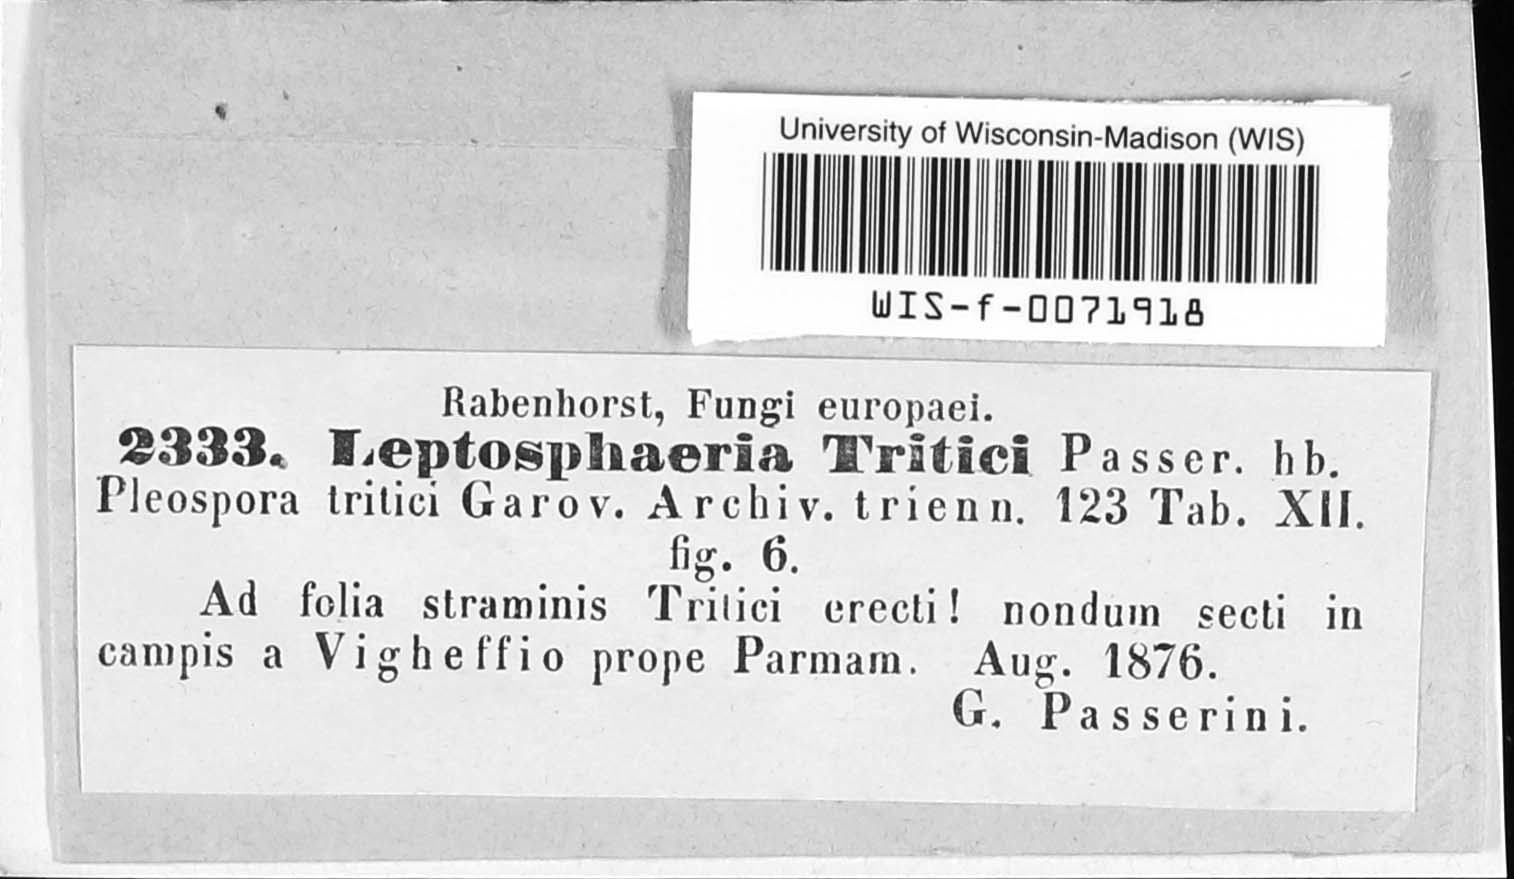 University of Wisconsin-Madison (WIS)
WIS-f-0071918
Rabenhorst, Fungi europaei.
2333. Leptosphaeria Tritici Passer. hb.
Pleospora tritici Garov. Archiv. trienn. 123 Tab. XII.
fig. 6.
Ad folia straminis Tritici erecti! nondum secti in
campis a Vigheffio prope Parmam. Aug. 1876.
G. Passerini.